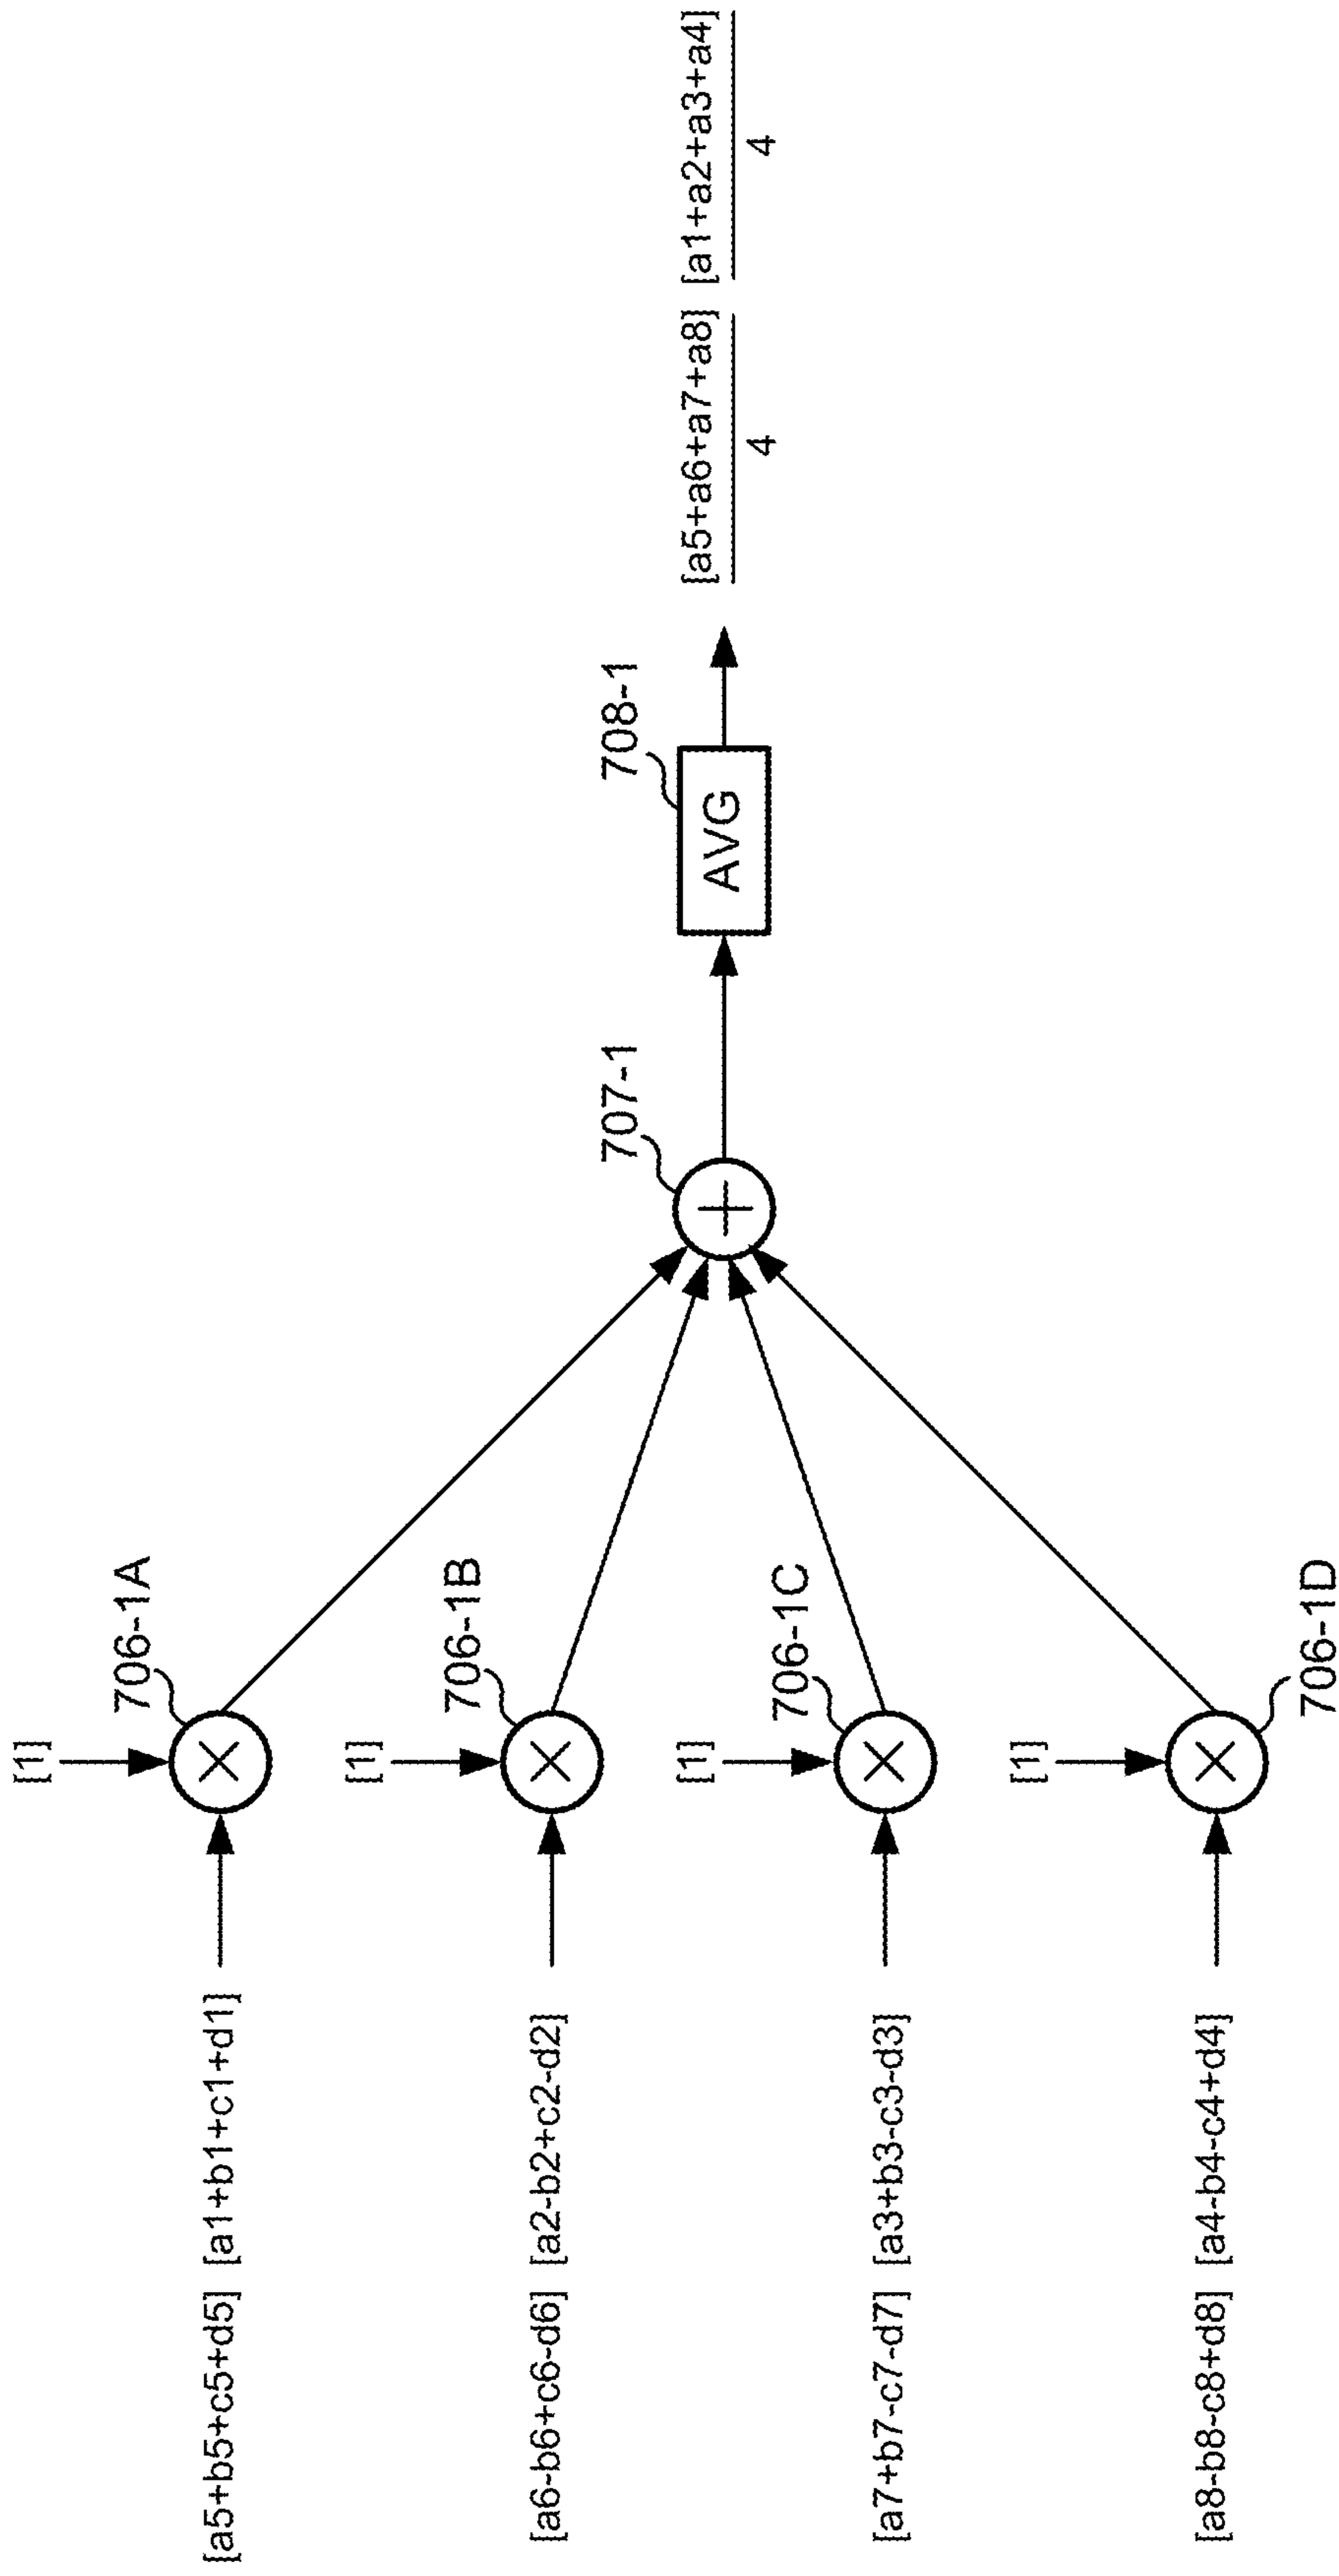 [1]
706-1A
[a5+b5+c5+d5] [a1+b1+c1+d1]
[1]
706-1B
[a6-b6+c6-d6] [a2-b2+c2-d2]
707-1
708-1
AVG
[a5+a6+a7+a8] [a1+a2+a3+a4]
4 4
[1]
706-1C
[a7+b7-c7-d7] [a3+b3-c3-d3]
[1]
[a8-b8-c8+d8] [a4-b4-c4+d4]
706-1D